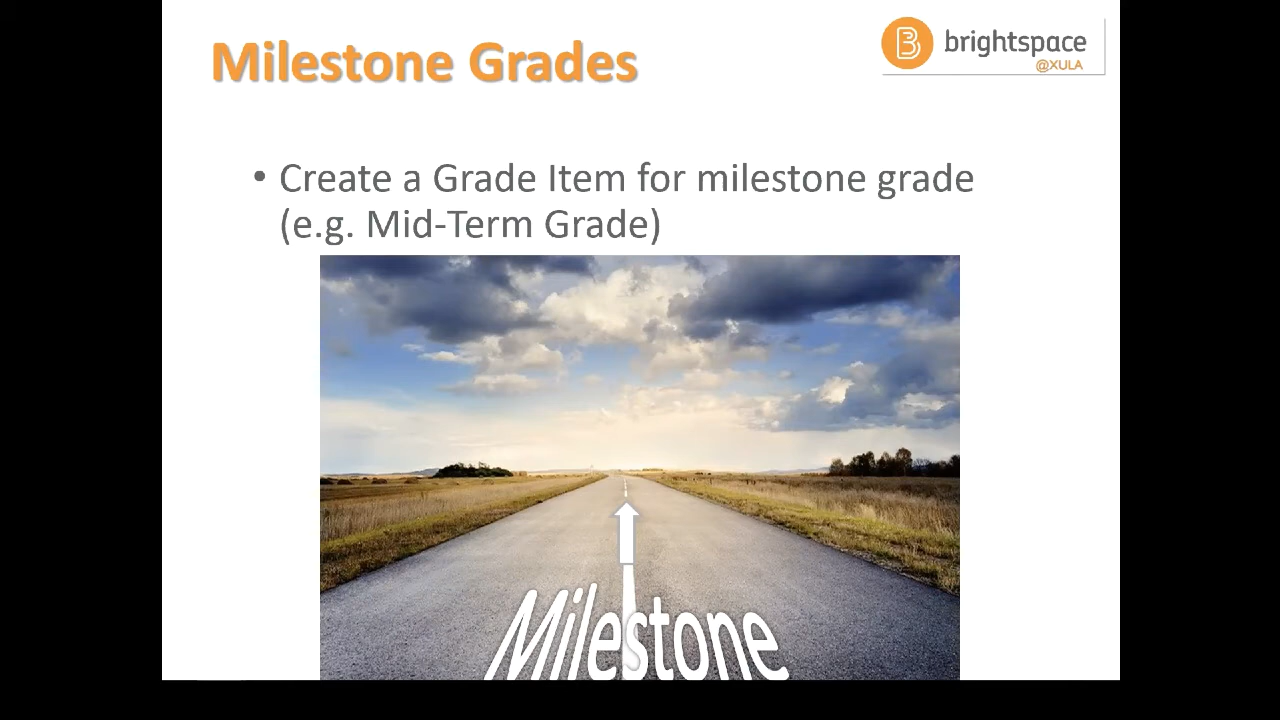 Milestone Grades
brightspace
@XULA
• Create a Grade Item for milestone grade
(e.g. Mid-Term Grade)
Milestone